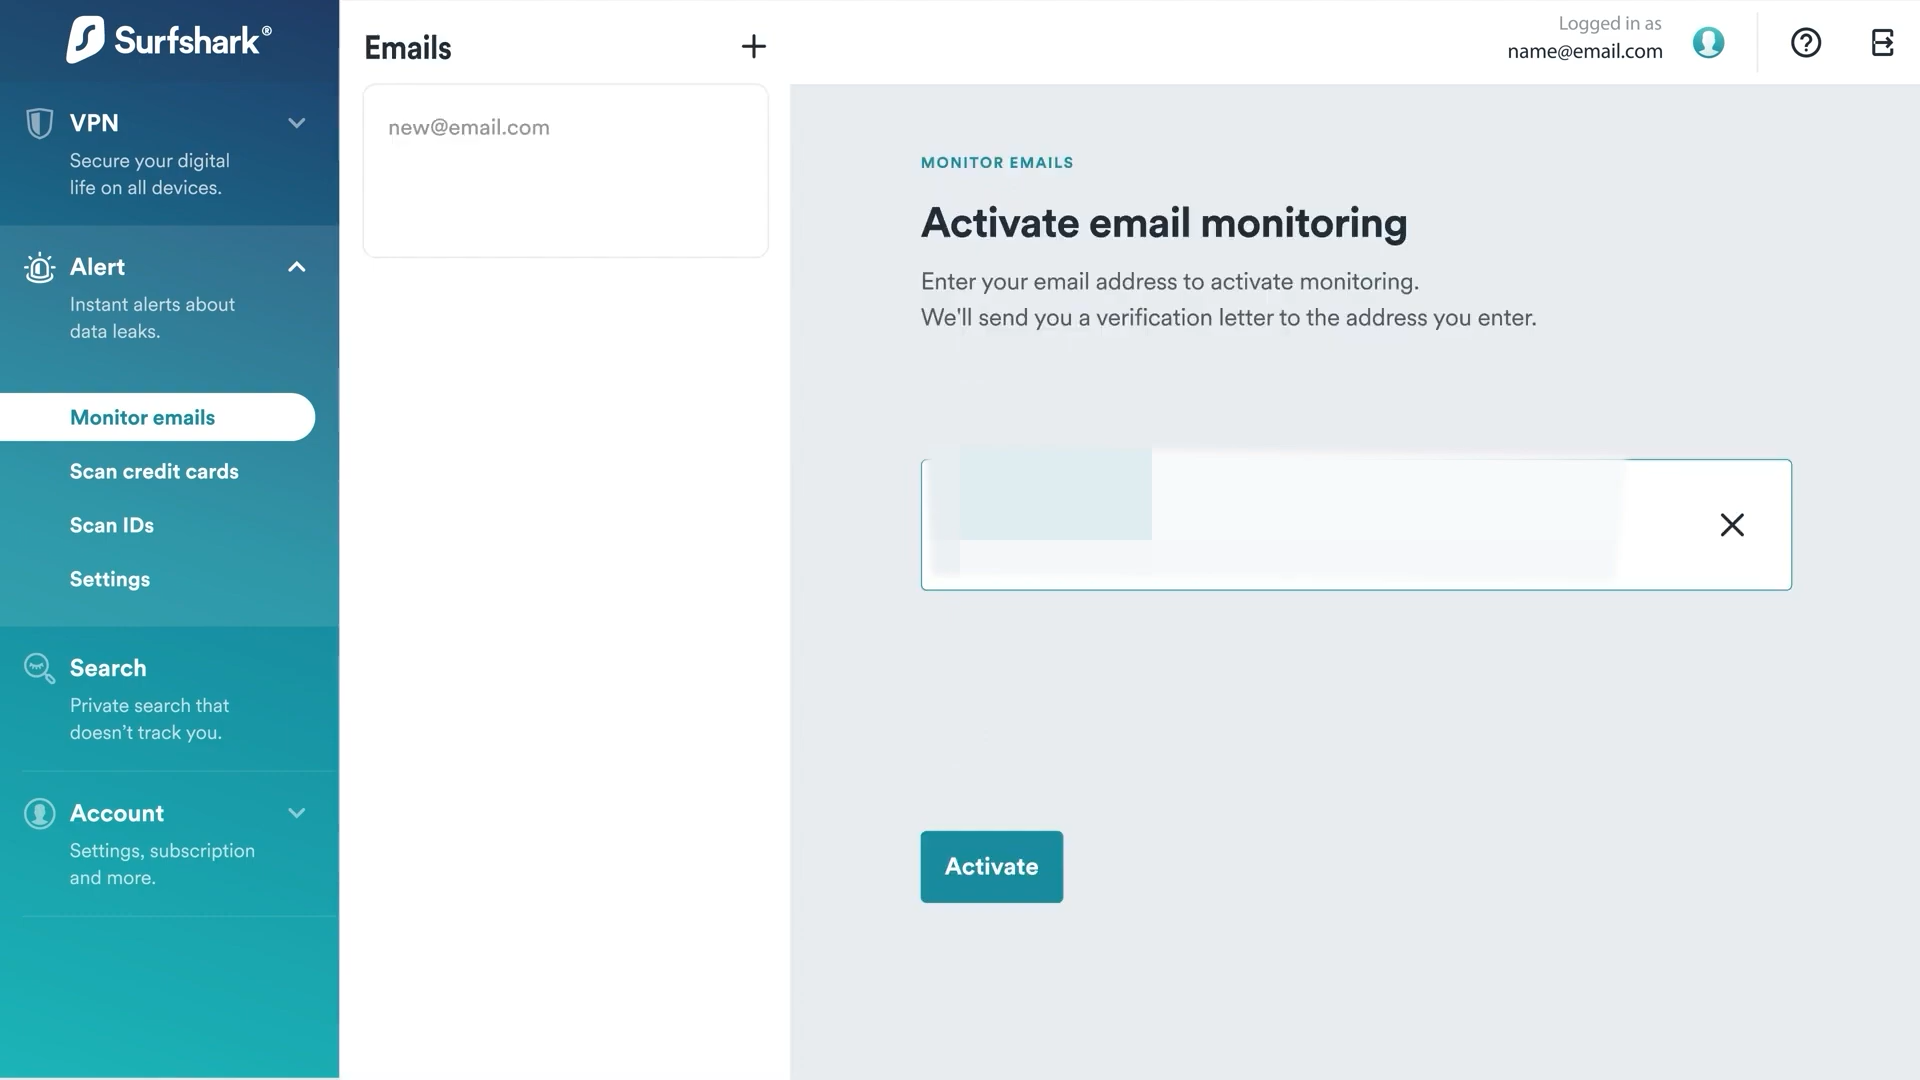 Surfshark®
VPN
Secure your digital
life on all devices.
Alert
Instant alerts about
data leaks.
Monitor emails
Scan credit cards
Scan IDs
Settings
Search
Private search that
doesn’t track you.
Account
Settings, subscription
and more.
Emails
new@email.com
Logged in as
name@email.com
MONITOR EMAILS
Activate email monitoring
Enter your email address to activate monitoring.
We'll send you a verification letter to the address you enter.
Activate